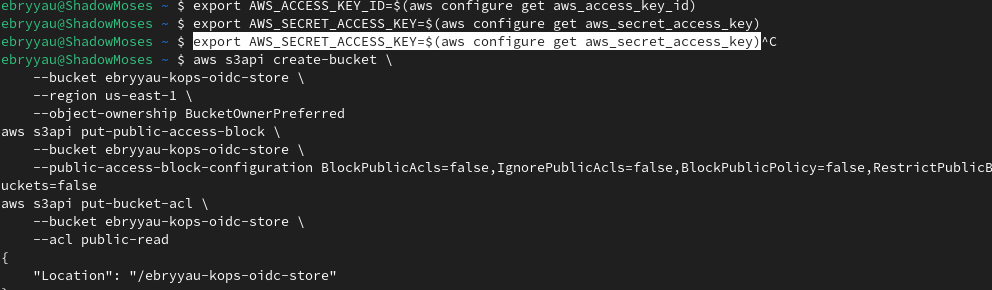 ebryyau@ShadowMoses ~ $ export AWS_ACCESS_KEY_ID=$(aws configure get aws_access_key_id)
ebryyau@ShadowMoses ~ $ export AWS_SECRET_ACCESS_KEY=$(aws configure get aws_secret_access_key)
ebryyau@ShadowMoses ~ $ export AWS_SECRET_ACCESS_KEY=$(aws configure get aws_secret_access_key)^C
ebryyau@ShadowMoses ~ $ aws s3api create-bucket \
    --bucket ebryyau-kops-oidc-store \
    --region us-east-1 \
    --object-ownership BucketOwnerPreferred
aws s3api put-public-access-block \
    --bucket ebryyau-kops-oidc-store \
    --public-access-block-configuration BlockPublicAcls=false,IgnorePublicAcls=false,BlockPublicPolicy=false,RestrictPublicB
uckets=false
aws s3api put-bucket-acl \
    --bucket ebryyau-kops-oidc-store \
    --acl public-read
{
    "Location": "/ebryyau-kops-oidc-store"
}